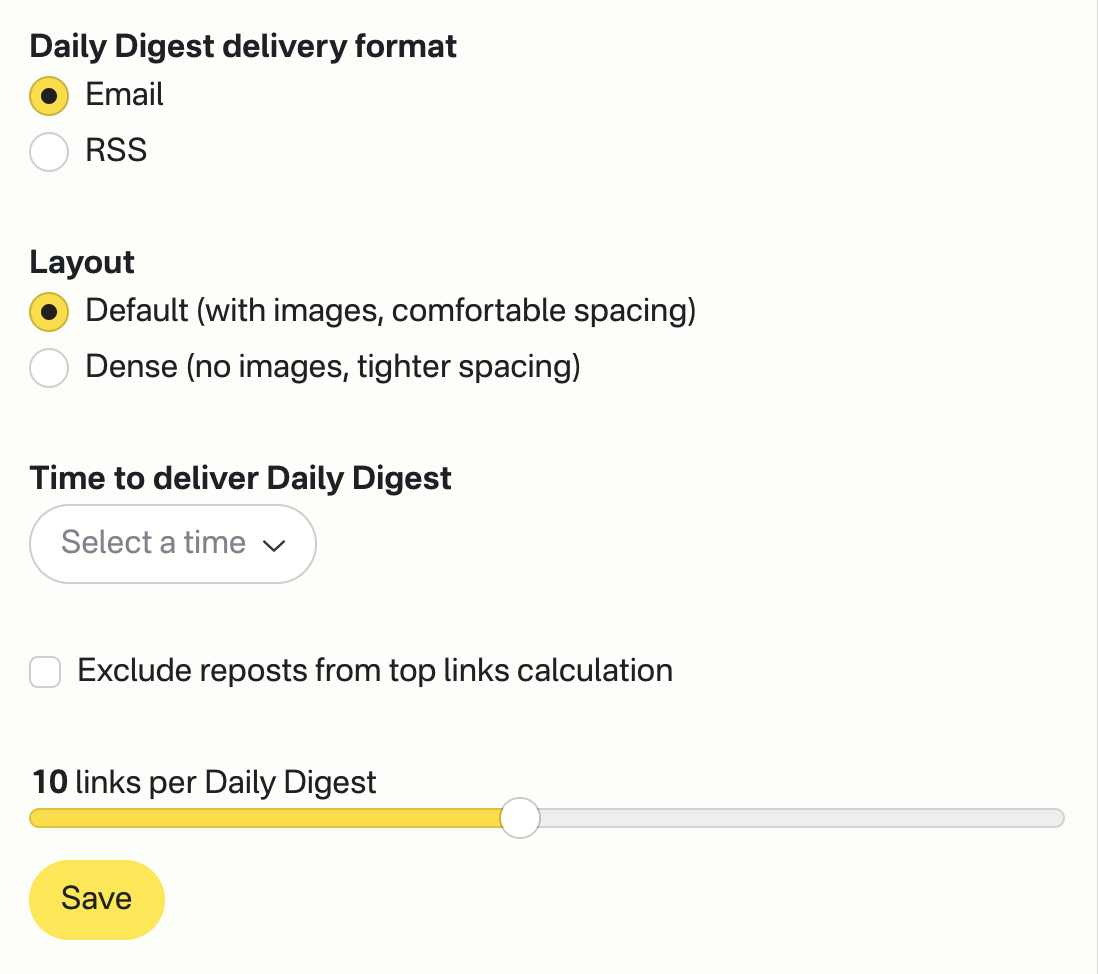 Daily Digest delivery format
Email
RSS
Layout
Default (with images, comfortable spacing)
Dense (no images, tighter spacing)
Time to deliver Daily Digest
Select a time
Exclude reposts from top links calculation
10 links per Daily Digest
Save